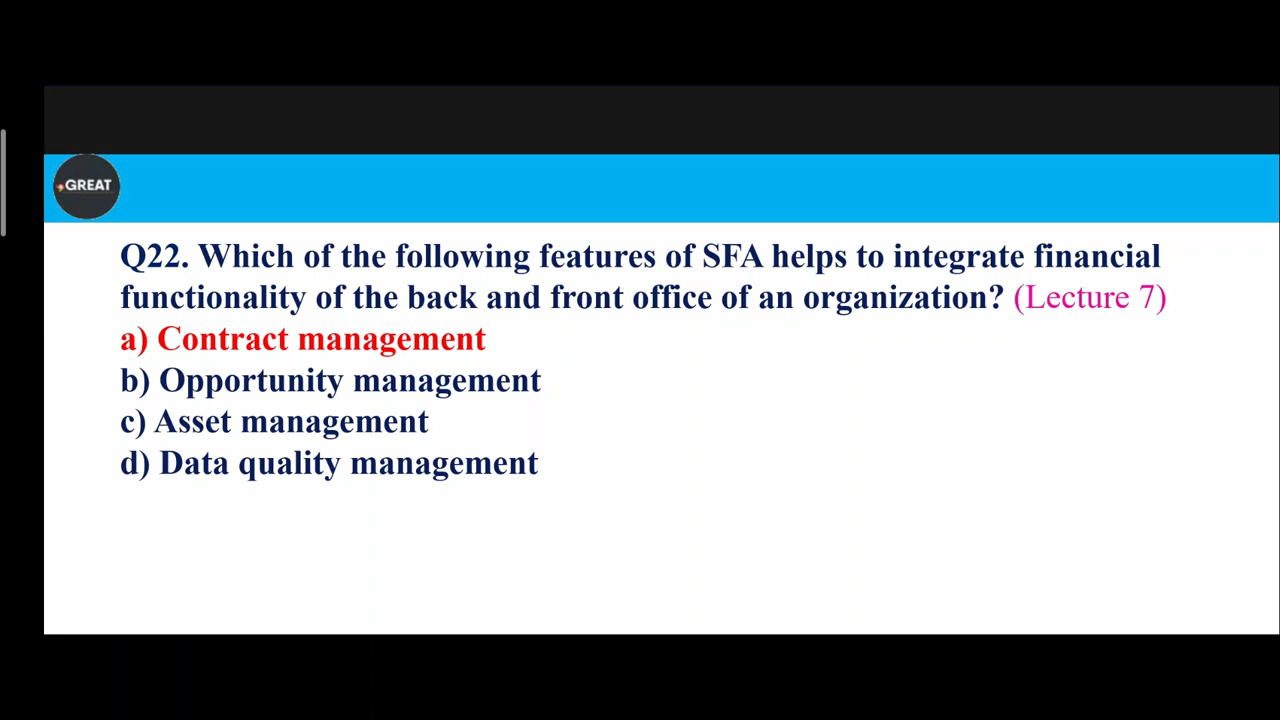 GREAT
Q22. Which of the following features of SFA helps to integrate financial
functionality of the back and front office of an organization? (Lecture 7)
a) Contract management
b) Opportunity management
c) Asset management
d) Data quality management